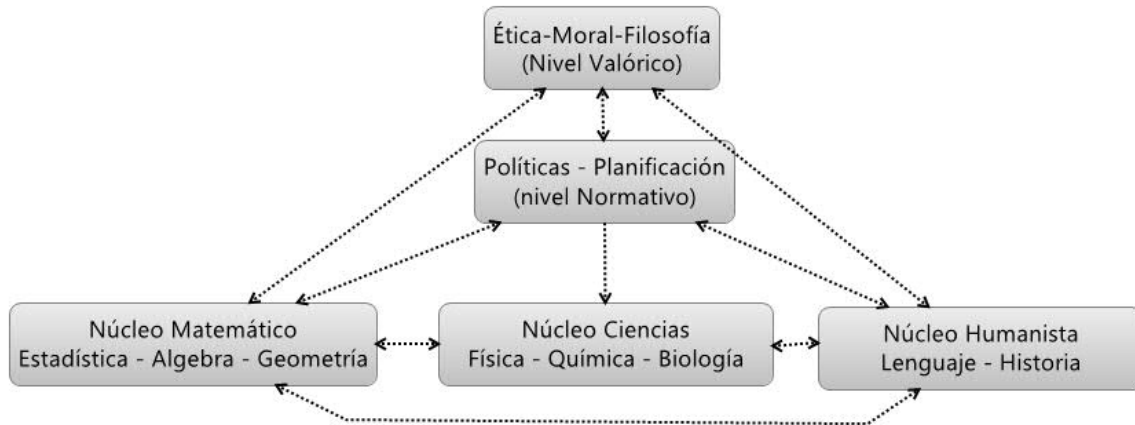 Ética-Moral-Filosofía
(Nivel Valórico)
Políticas - Planificación
(nivel Normativo)
Núcleo Matemático
Estadística - Algebra - Geometría
Núcleo Ciencias
Física - Química - Biología
Núcleo Humanista
Lenguaje - Historia